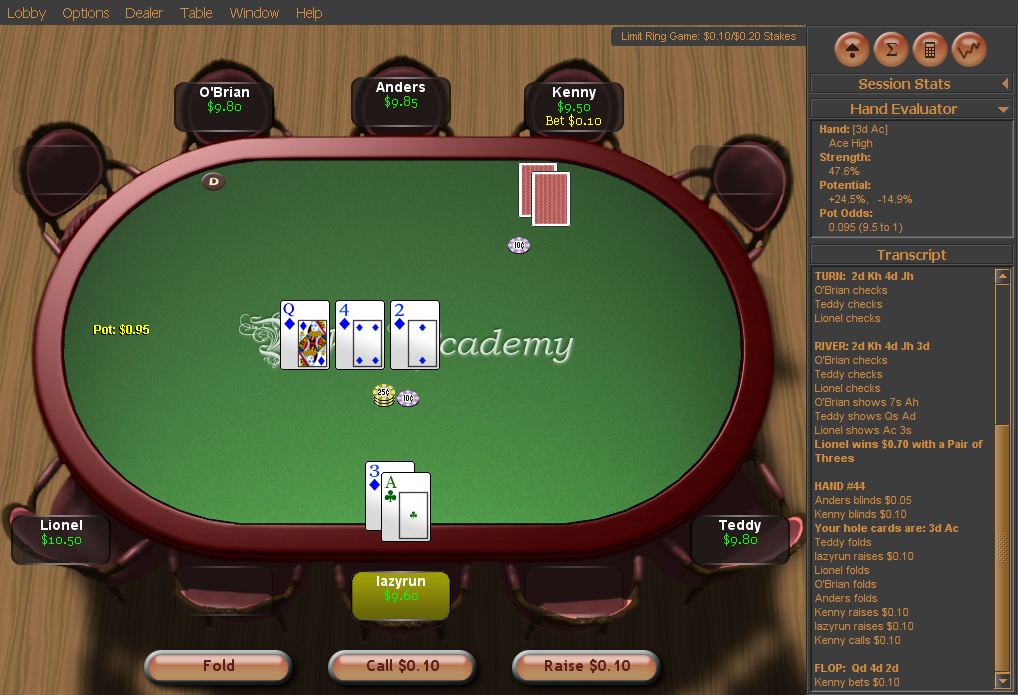 Lobby Options Dealer Table Window Help
Limit Ring Game: $0.10/$0.20 Stakes
O'Brian
$9.80
Anders
$9.85
Kenny
$9.50
Bet $0.10
D
10¢
Pot: $0.95
Q
4
2
cademy
25¢
10¢
3
A
Lionel
$10.50
Teddy
$9.80
lazyrun
$9.60
Fold
Call $0.10
Raise $0.10
Σ
Session Stats
Hand Evaluator
Hand: [3d Ac]
Ace High
Strength:
47.6%
Potential:
+24.5%, -14.9%
Pot Odds:
0.095 (9.5 to 1)
Transcript
TURN: 2d Kh 4d Jh
O'Brian checks
Teddy checks
Lionel checks
RIVER: 2d Kh 4d Jh 3d
O'Brian checks
Teddy checks
Lionel checks
O'Brian shows 7s Ah
Teddy shows Qs Ad
Lionel shows Ac 3s
Lionel wins $0.70 with a Pair of
Threes
HAND #44
Anders blinds $0.05
Kenny blinds $0.10
Your hole cards are: 3d Ac
Teddy folds
lazyrun raises $0.10
Lionel folds
O'Brian folds
Anders folds
Kenny raises $0.10
lazyrun raises $0.10
Kenny calls $0.10
FLOP: Qd 4d 2d
Kenny bets $0.10